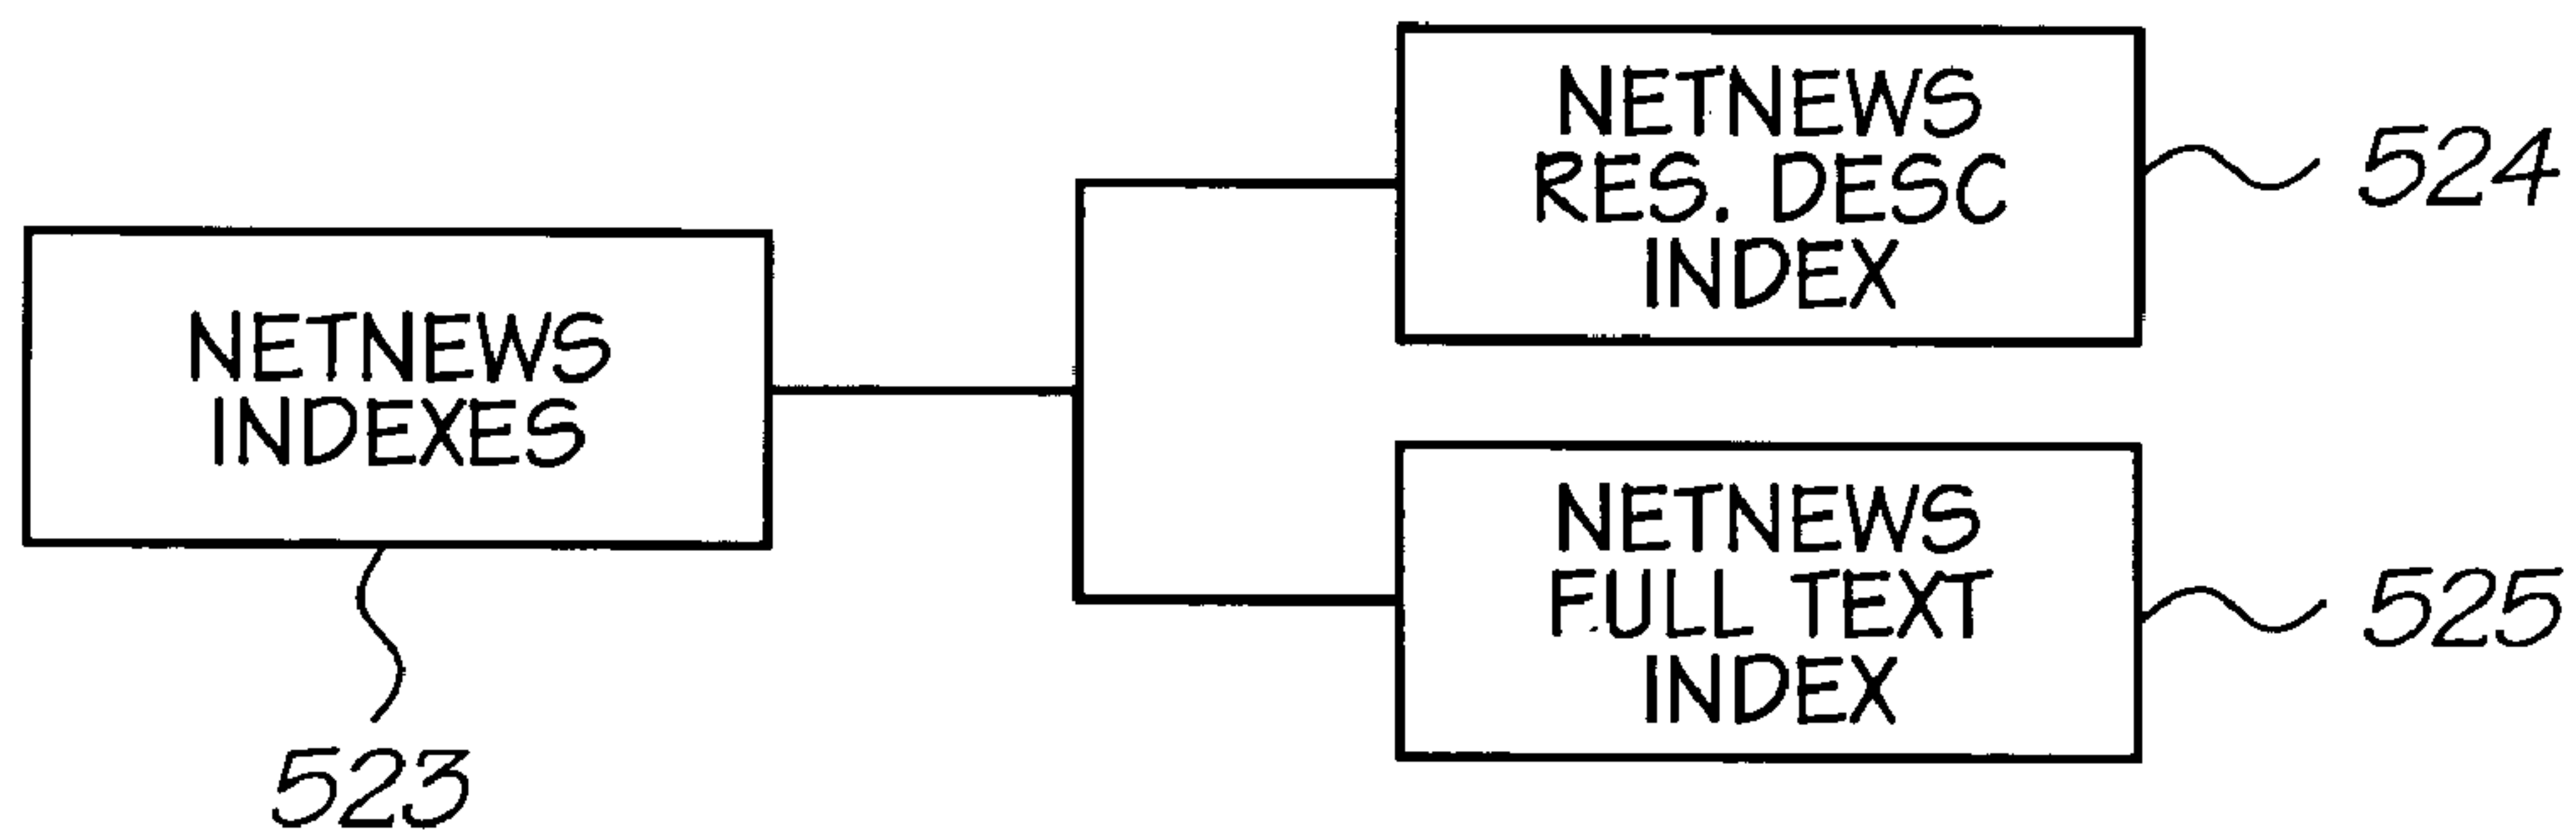 NETNEWS
INDEXES
523
NETNEWS
RES. DESC
INDEX
524
NETNEWS
FULL TEXT
INDEX
525